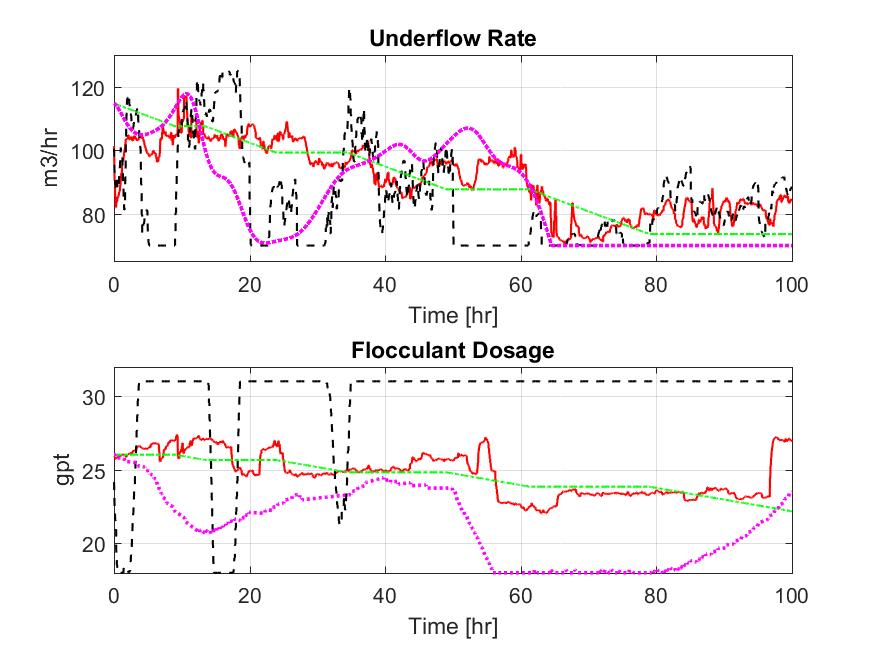 Underflow Rate
120
100
80
m3/hr
0 20 40 60 80 100
Time [hr]
Flocculant Dosage
30
25
20
gpt
0 20 40 60 80 100
Time [hr]